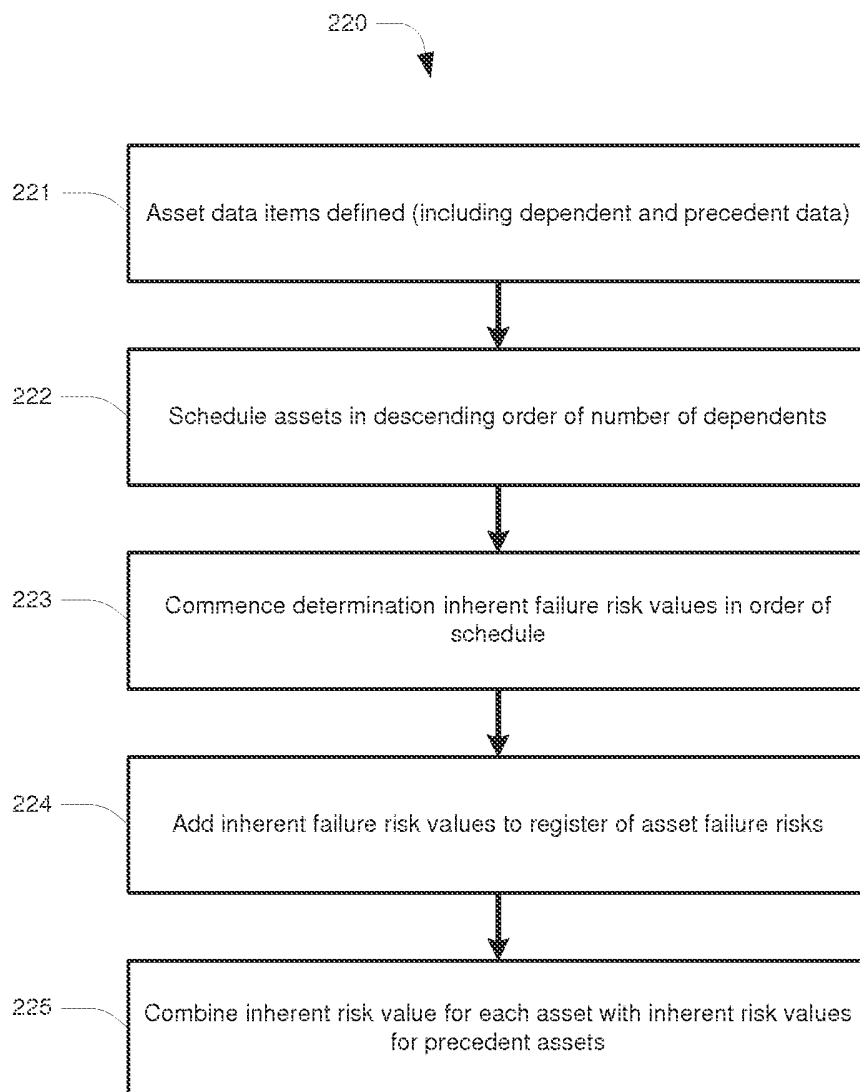 220
221
Asset data items defined (including dependent and precedent data)
222
Schedule assets in descending order of number of dependents
223
Commence determination inherent failure risk values in order of
schedule
224
Add inherent failure risk values to register of asset failure risks
225
Combine inherent risk value for each asset with inherent risk values
for precedent assets